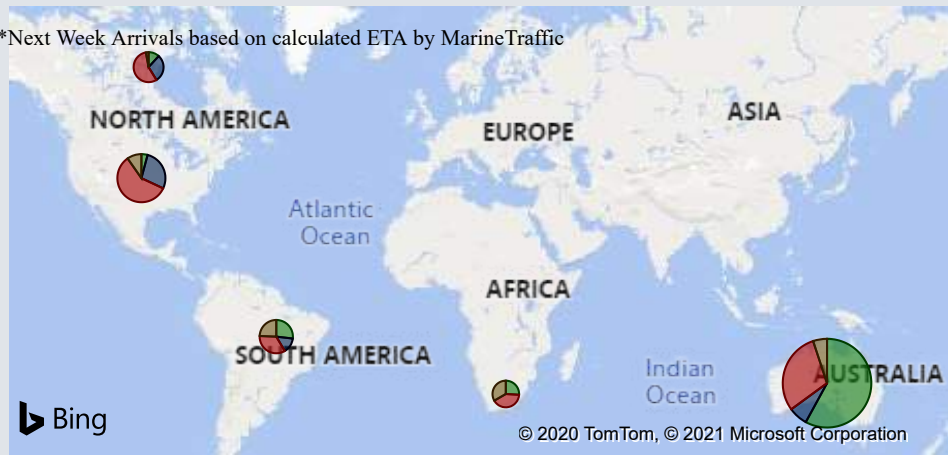 *Next Week Arrivals based on calculated ETA by MarineTraffic
NORTH AMERICA
EUROPE
ASIA
Atlantic
Ocean
AFRICA
SOUTH AMERICA
Indian
Ocean
AUSTRALIA
Bing
© 2020 TomTom, © 2021 Microsoft Corporation